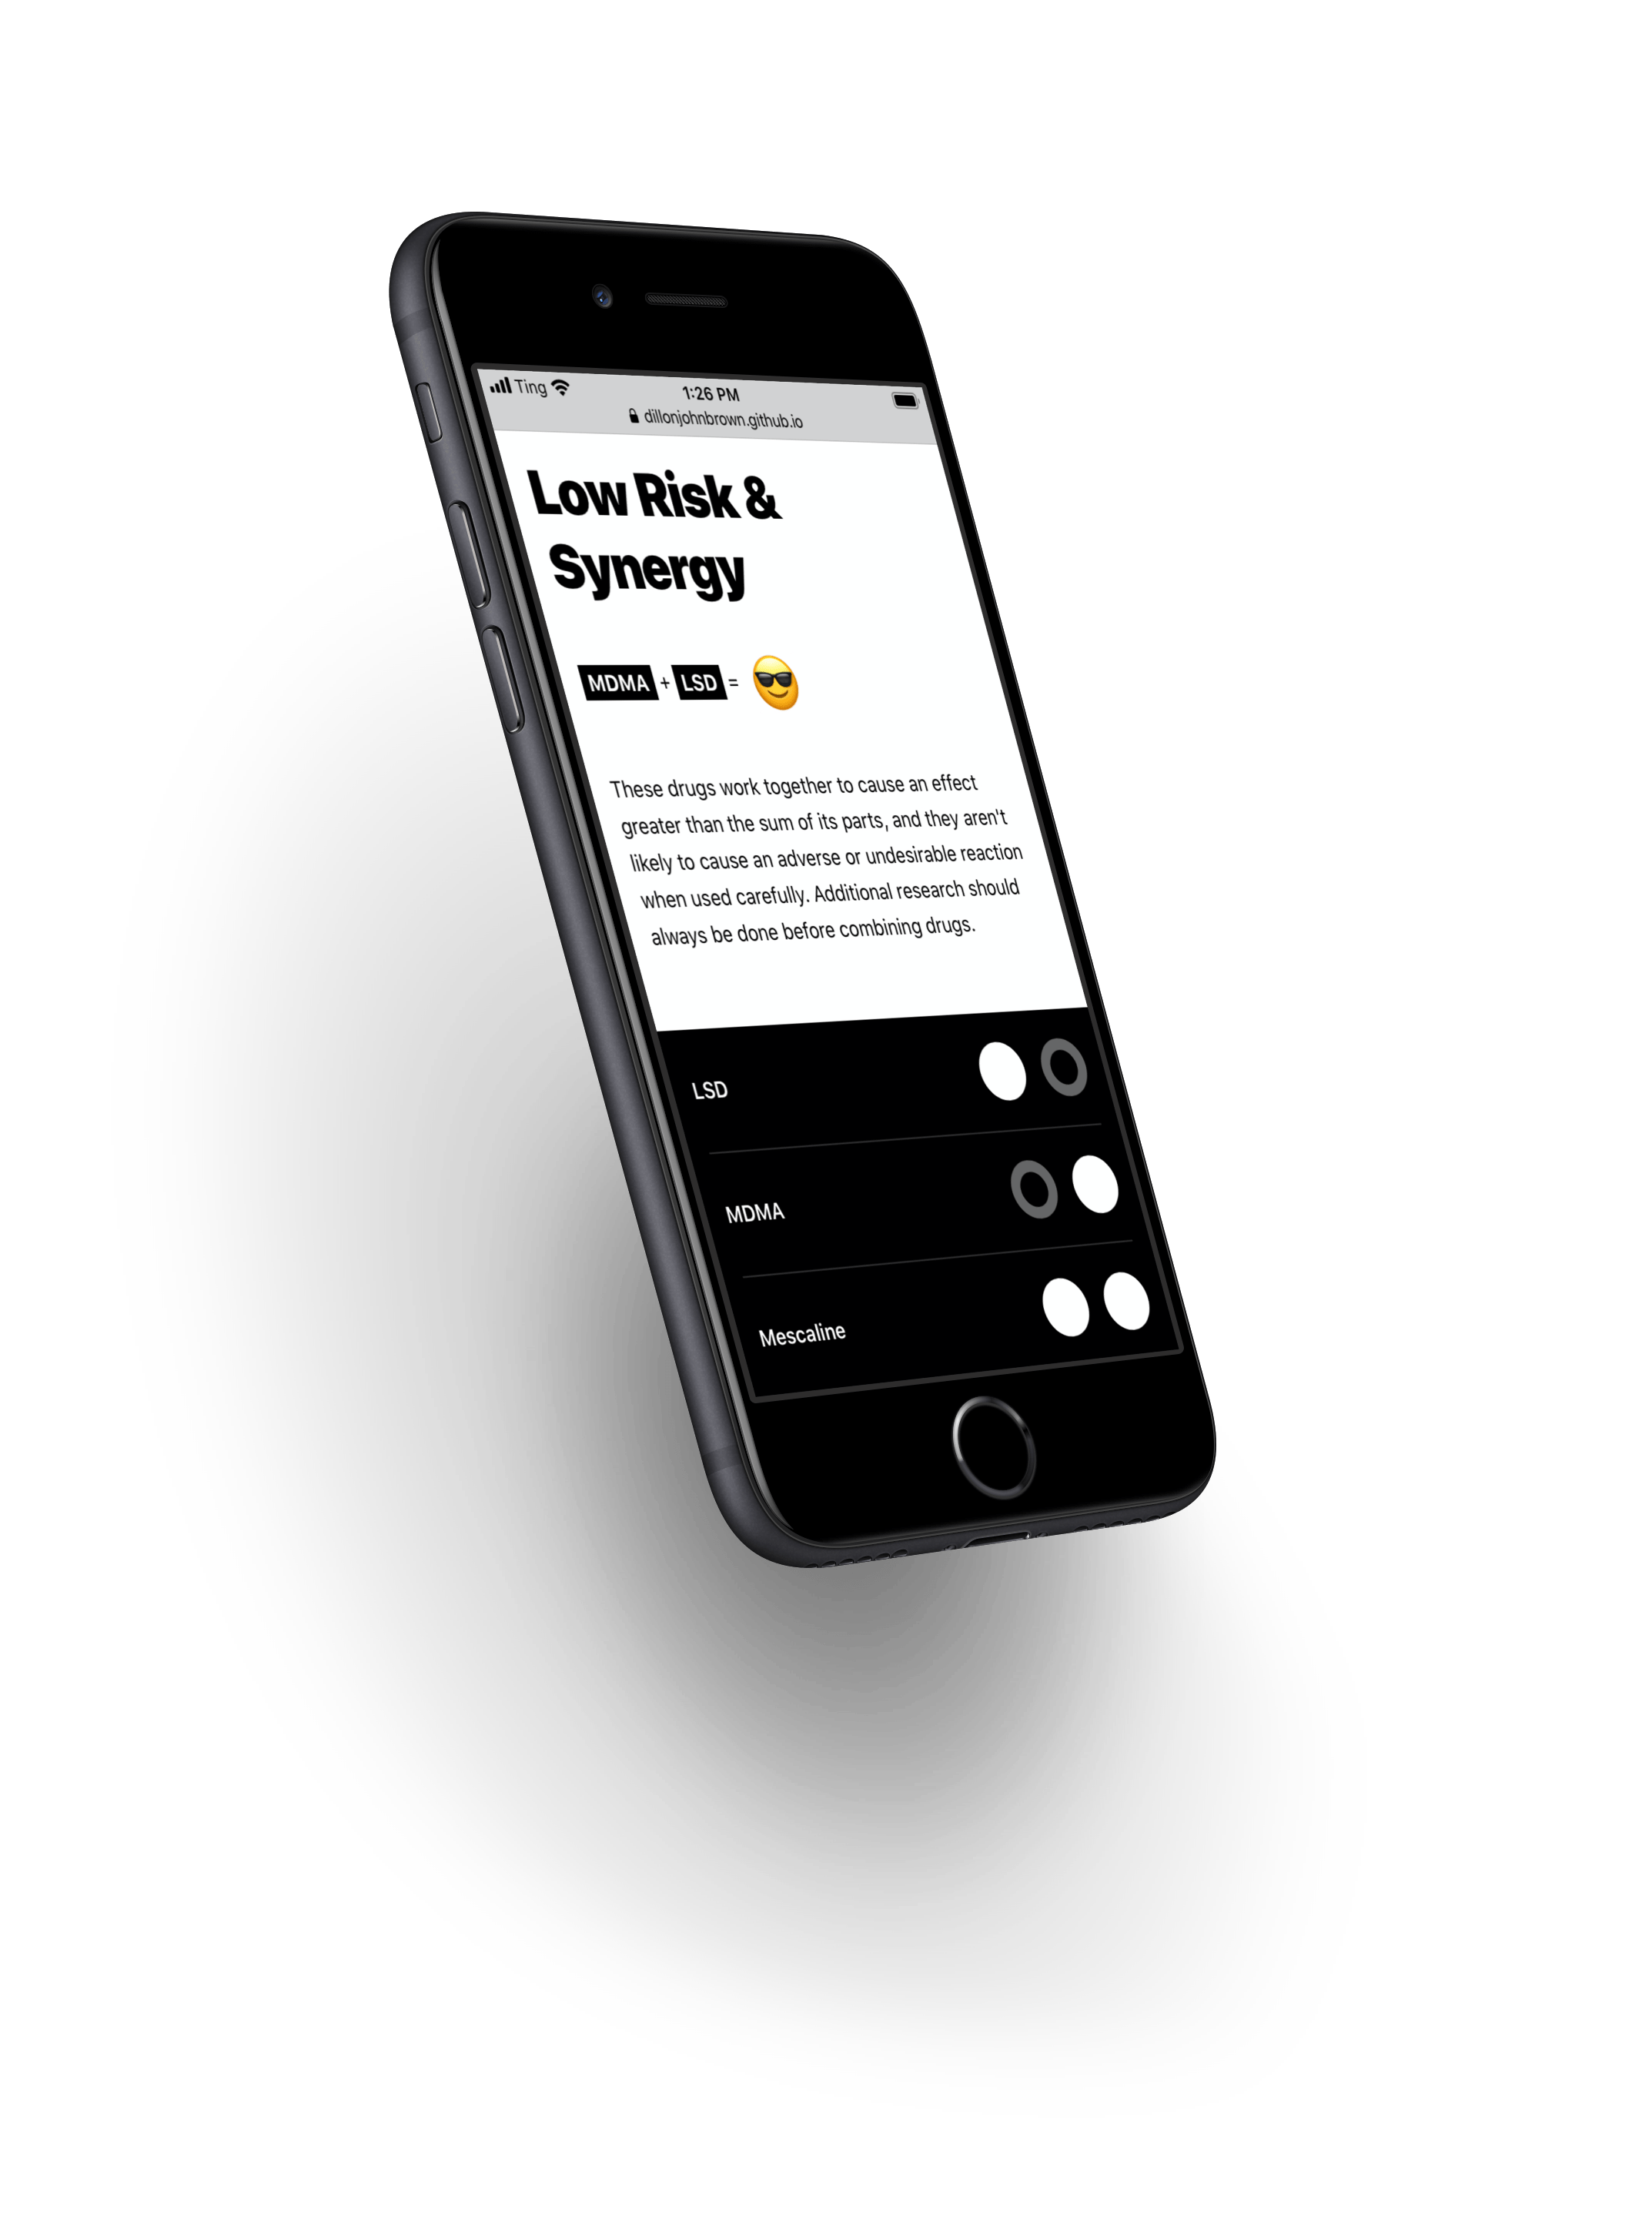 Ting 1:26 PM
dillonjohnbrown.github.io
Low Risk &
Synergy
MDMA + LSD = 😎
These drugs work together to cause an effect
greater than the sum of its parts, and they aren't
likely to cause an adverse or undesirable reaction
when used carefully. Additional research should
always be done before combining drugs.
LSD
MDMA
Mescaline